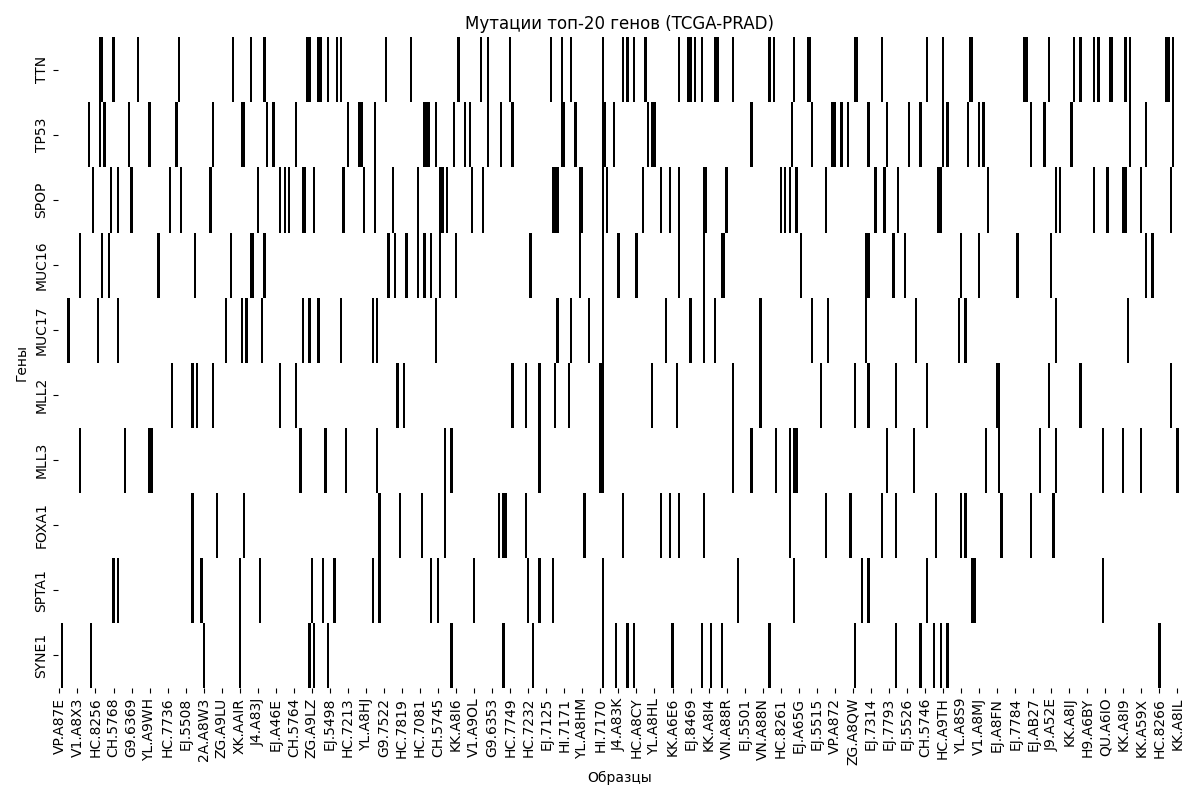 Мутации топ-20 генов (TCGA-PRAD)
Гены
TTN
TP53
SPOP
MUC16
MUC17
MLL2
MLL3
FOXA1
SPTA1
SYNE1
VP.A87E
V1.A8X3
HC.8256
CH.5768
G9.6369
YL.A9WH
HC.7736
EJ.5508
2A.A8W3
ZG.A9LU
XK.AAIR
J4.A83J
EJ.A46E
CH.5764
ZG.A9LZ
EJ.5498
HC.7213
YL.A8HJ
G9.7522
HC.7819
HC.7081
CH.5745
KK.A8I6
V1.A9OL
G9.6353
HC.7749
HC.7232
EJ.7125
HI.7171
YL.A8HM
HI.7170
J4.A83K
HC.A8CY
YL.A8HL
KK.A6E6
EJ.8469
KK.A8I4
VN.A88R
EJ.5501
VN.A88N
HC.8261
EJ.A65G
EJ.5515
VP.A872
ZG.A8QW
EJ.7314
EJ.7793
EJ.5526
CH.5746
HC.A9TH
YL.A8S9
V1.A8MJ
EJ.A8FN
EJ.7784
EJ.AB27
J9.A52E
KK.A8IJ
H9.A6BY
QU.A6IO
KK.A8I9
KK.A59X
HC.8266
KK.A8IL
Образцы